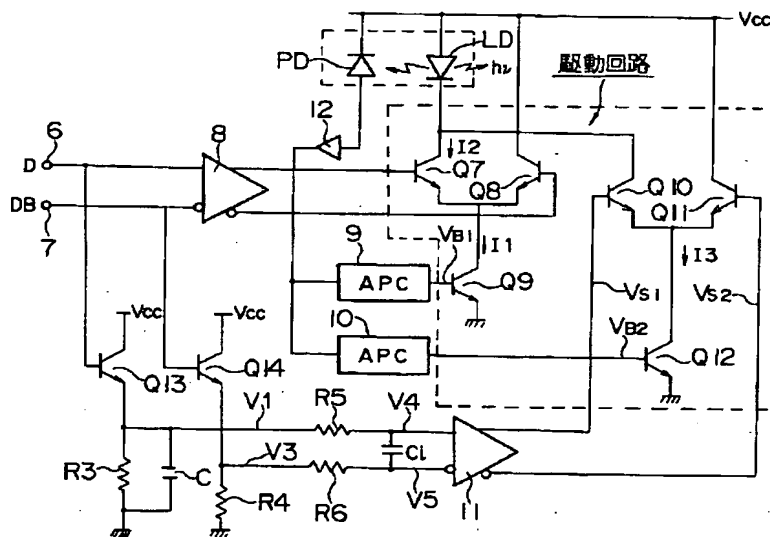 Vcc
LD
PD
hν
駆動回路
12
6
8
D
I2
Q7
Q8
Q10
Q11
DB
7
9
I1
VB1
APC
Q9
I3
VS1
VS2
10
APC
VB2
Q12
Vcc
Vcc
Q13
Q14
V1
R5
V4
R3
C
V3
R4
R6
Ci
V5
11